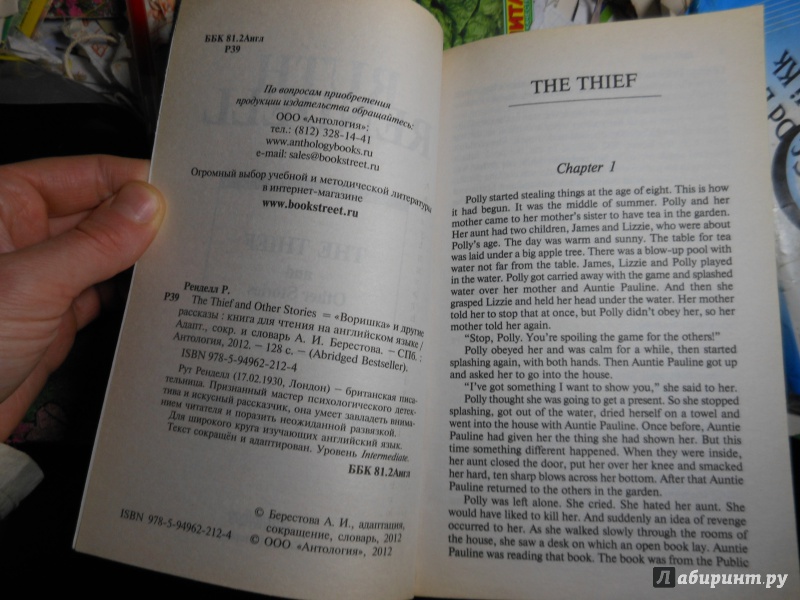 ББК 81.2Англ
Р39
По вопросам приобретения
продукции издательства обращайтесь:
ООО «Антология»:
тел.: (812) 328-14-41
www.anthologybooks.ru
e-mail: sales@bookstreet.ru
Огромный выбор учебной и методической литературы
в интернет-магазине
www.bookstreet.ru
Ренделл Р.
Р39 The Thief and Other Stories = «Воришка» и другие
рассказы : книга для чтения на английском языке /
Адапт., сокр. и словарь А. И. Берестова. – СПб. :
Антология, 2012. – 128 с. – (Abridged Bestseller).
ISBN 978-5-94962-212-4
Рут Ренделл (17.02.1930, Лондон) – британская писа-
тельница. Признанный мастер психологического детек-
тива и искусный рассказчик, она умеет завладеть внима-
нием читателя и поразить неожиданной развязкой.
Для широкого круга изучающих английский язык.
Текст сокращён и адаптирован. Уровень Intermediate.
ББК 81.2Англ
© Берестова А. И., адаптация,
сокращение, словарь, 2012
ISBN 978-5-94962-212-4 © ООО «Антология», 2012
THE THIEF
Chapter 1
Polly started stealing things at the age of eight. This is how
it had begun. It was the middle of summer. Polly and her
mother came to her mother's sister to have tea in the garden.
Her aunt had two children, James and Lizzie, who were about
Polly's age. The day was warm and sunny. The table for tea
was laid under a big apple tree. There was a blow-up pool with
water not far from the table. James, Lizzie and Polly played
in the water. Polly got carried away with the game and splashed
water over her mother and Auntie Pauline. And then she
grasped Lizzie and held her head under the water. Her mother
told her to stop that at once, but Polly didn't obey her, so her
mother told her again.
"Stop, Polly. You're spoiling the game for the others!"
Polly obeyed her and was calm for a while, then started
splashing again, with both hands. Then Auntie Pauline got up
and asked her to go into the house.
"I've got something I want to show you," she said to her.
Polly thought she was going to get a present. So she stopped
splashing, got out of the water, dried herself on a towel and
went into the house with Auntie Pauline. Once before, Auntie
Pauline had given her the thing she had shown her. But this
time something different happened. When they were inside,
her aunt closed the door, put her over her knee and smacked
her hard, ten sharp blows across her bottom. After that Auntie
Pauline returned to the others in the garden.
Polly was left alone. She cried. She hated her aunt. She
would have liked to kill her. And suddenly an idea of revenge
occurred to her. As she walked slowly through the rooms of
the house, she saw a desk on which an open book lay. Auntie
Pauline was reading that book. The book was from the Public
Лабиринт.ру